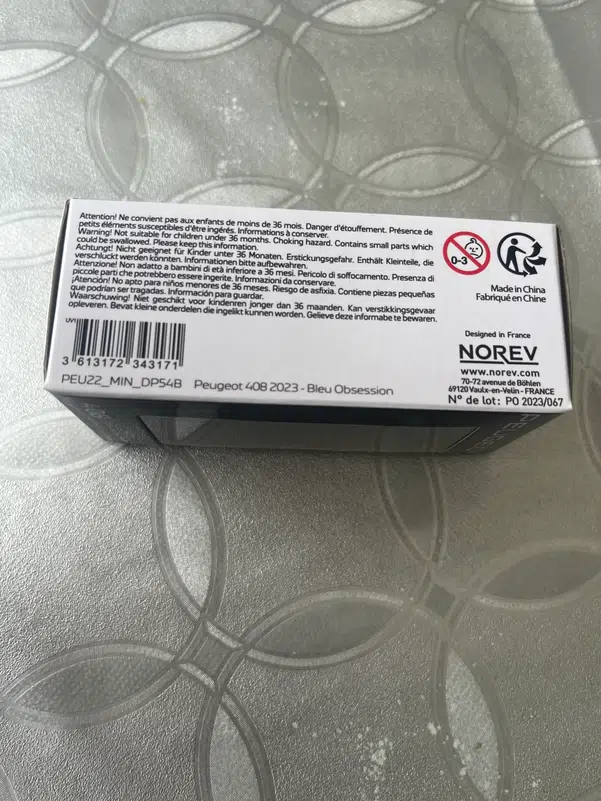 Attention! Ne convient pas aux enfants de moins de 36 mois. Danger d'étouffement. Présence de
petits éléments susceptibles d'être ingérés. Informations à conserver.
Warning! Not suitable for children under 36 months. Choking hazard. Contains small parts which
could be swallowed. Please keep this information.
Achtung! Nicht geeignet für Kinder unter 36 Monaten. Erstickungsgefahr. Enthält Kleinteile, die
verschluckt werden könnten. Informationen bitte aufbewahren.
Attenzione! Non adatto a bambini di età inferiore a 36 mesi. Pericolo di soffocamento. Presenza di
piccole parti che potrebbero essere ingerite. Informazioni da conservare.
¡Atención! No apto para niños menores de 36 meses. Riesgo de asfixia. Contiene piezas pequeñas
que podrían ser tragadas. Información para guardar.
Waarschuwing! Niet geschikt voor kinderen jonger dan 36 maanden. Kan verstikkingsgevaar
opleveren. Bevat kleine onderdelen die ingelikt kunnen worden. Gelieve deze informatie te bewaren.
0-3
Made in China
Fabriqué en Chine
UV1
3 613172 343171
PEU22_MIN_DP54B Peugeot 408 2023 - Bleu Obsession
Designed in France
NOREV
www.norev.com
70-72 avenue de Böhlen
69120 Vaulx-en-Velin - FRANCE
N° de lot: PO 2023/067